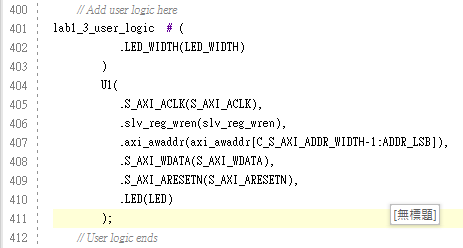 400 // Add user logic here
401 lab1_3_user_logic # (
402 .LED_WIDTH(LED_WIDTH)
403 )
404 U1(
405 .S_AXI_ACLK(S_AXI_ACLK),
406 .slv_reg_wren(slv_reg_wren),
407 .axi_awaddr(axi_awaddr[C_S_AXI_ADDR_WIDTH-1:ADDR_LSB]),
408 .S_AXI_WDATA(S_AXI_WDATA),
409 .S_AXI_ARESETN(S_AXI_ARESETN),
410 .LED(LED)
411 );
[無標題]
412 // User logic ends